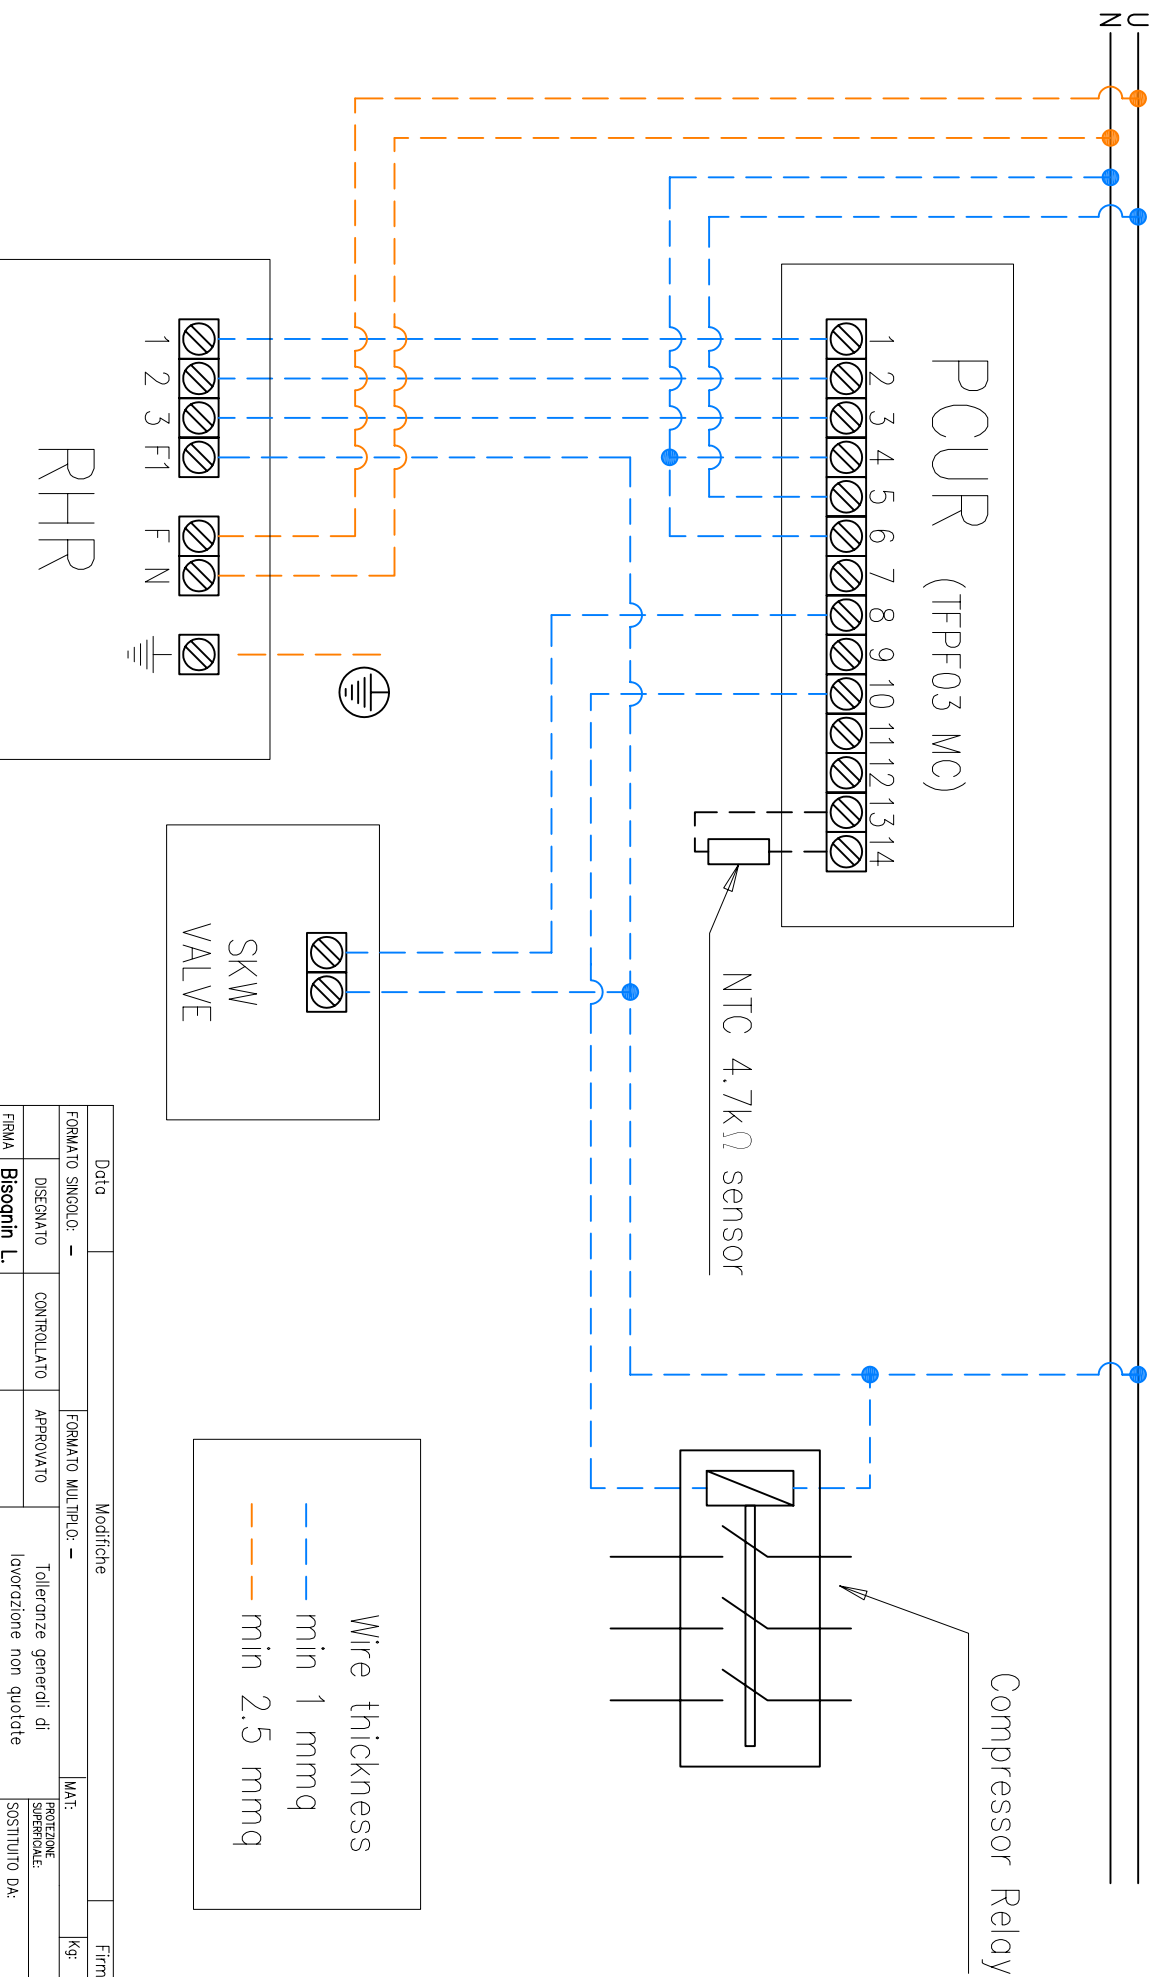 U
N
PCUR (TFPF03 MC)
1 2 3 4 5 6 7 8 9 10 11 12 13 14
NTC 4.7kΩ sensor
Compressor Relay
1 2 3 F1 F N
RHR
SKW
VALVE
Wire thickness
min 1 mmq
min 2.5 mmq
Data Modifiche Firm
FORMATO SINGOLO: – FORMATO MULTIPLO: – MAT: Kg:
DISEGNATO CONTROLLATO APPROVATO
Tolleranze generali di
lavorazione non quotate
PROTEZIONE
SUPERFICIALE:
FIRMA Bisognin L.
SOSTITUITO DA: